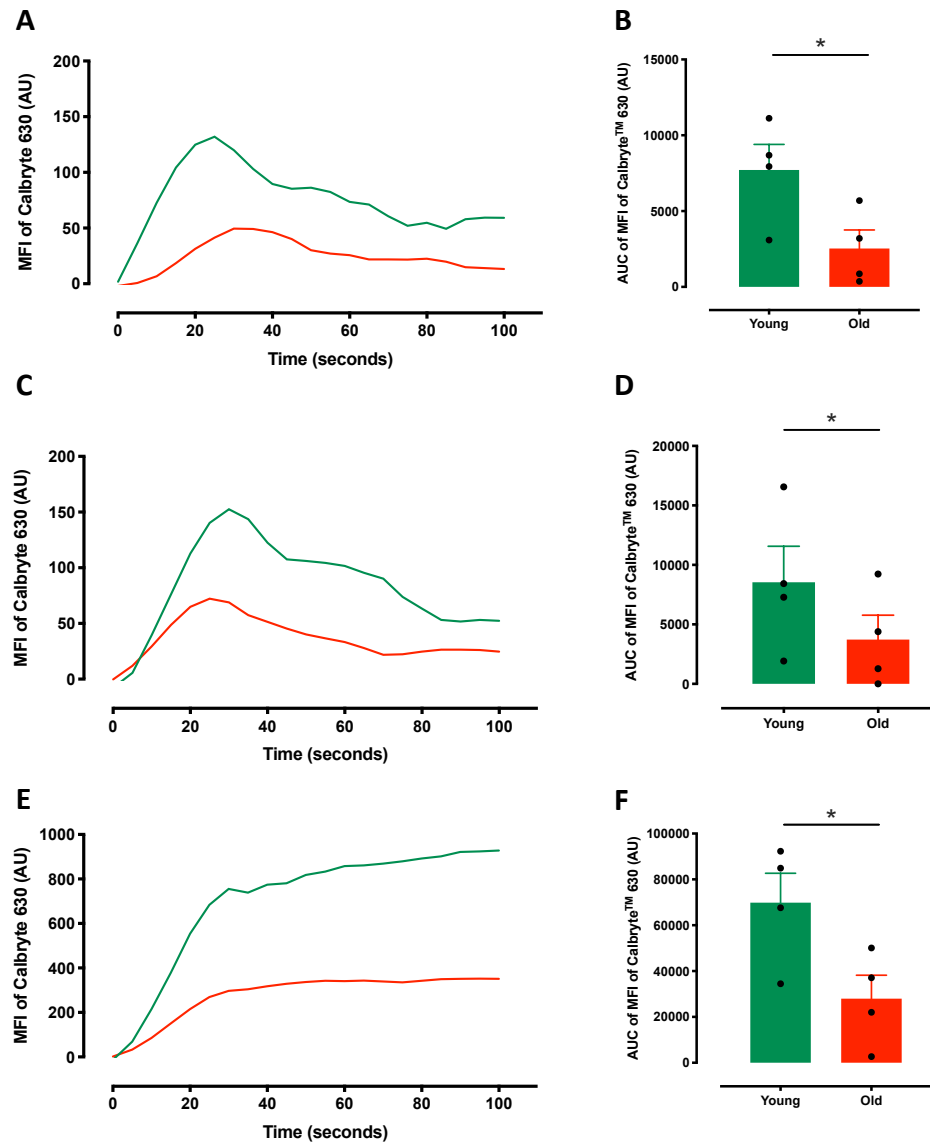 A
MFI of Calbryte 630 (AU)
200
150
100
50
0
0 20 40 60 80 100
Time (seconds)
B
*
AUC of MFI of Calbryte™ 630 (AU)
15000
10000
5000
0
Young Old
C
MFI of Calbryte 630 (AU)
200
150
100
50
0
0 20 40 60 80 100
Time (seconds)
D
*
AUC of MFI of Calbryte™ 630 (AU)
20000
15000
10000
5000
0
Young Old
E
MFI of Calbryte 630 (AU)
1000
800
600
400
200
0
0 20 40 60 80 100
Time (seconds)
F
*
AUC of MFI of Calbryte™ 630 (AU)
100000
80000
60000
40000
20000
0
Young Old